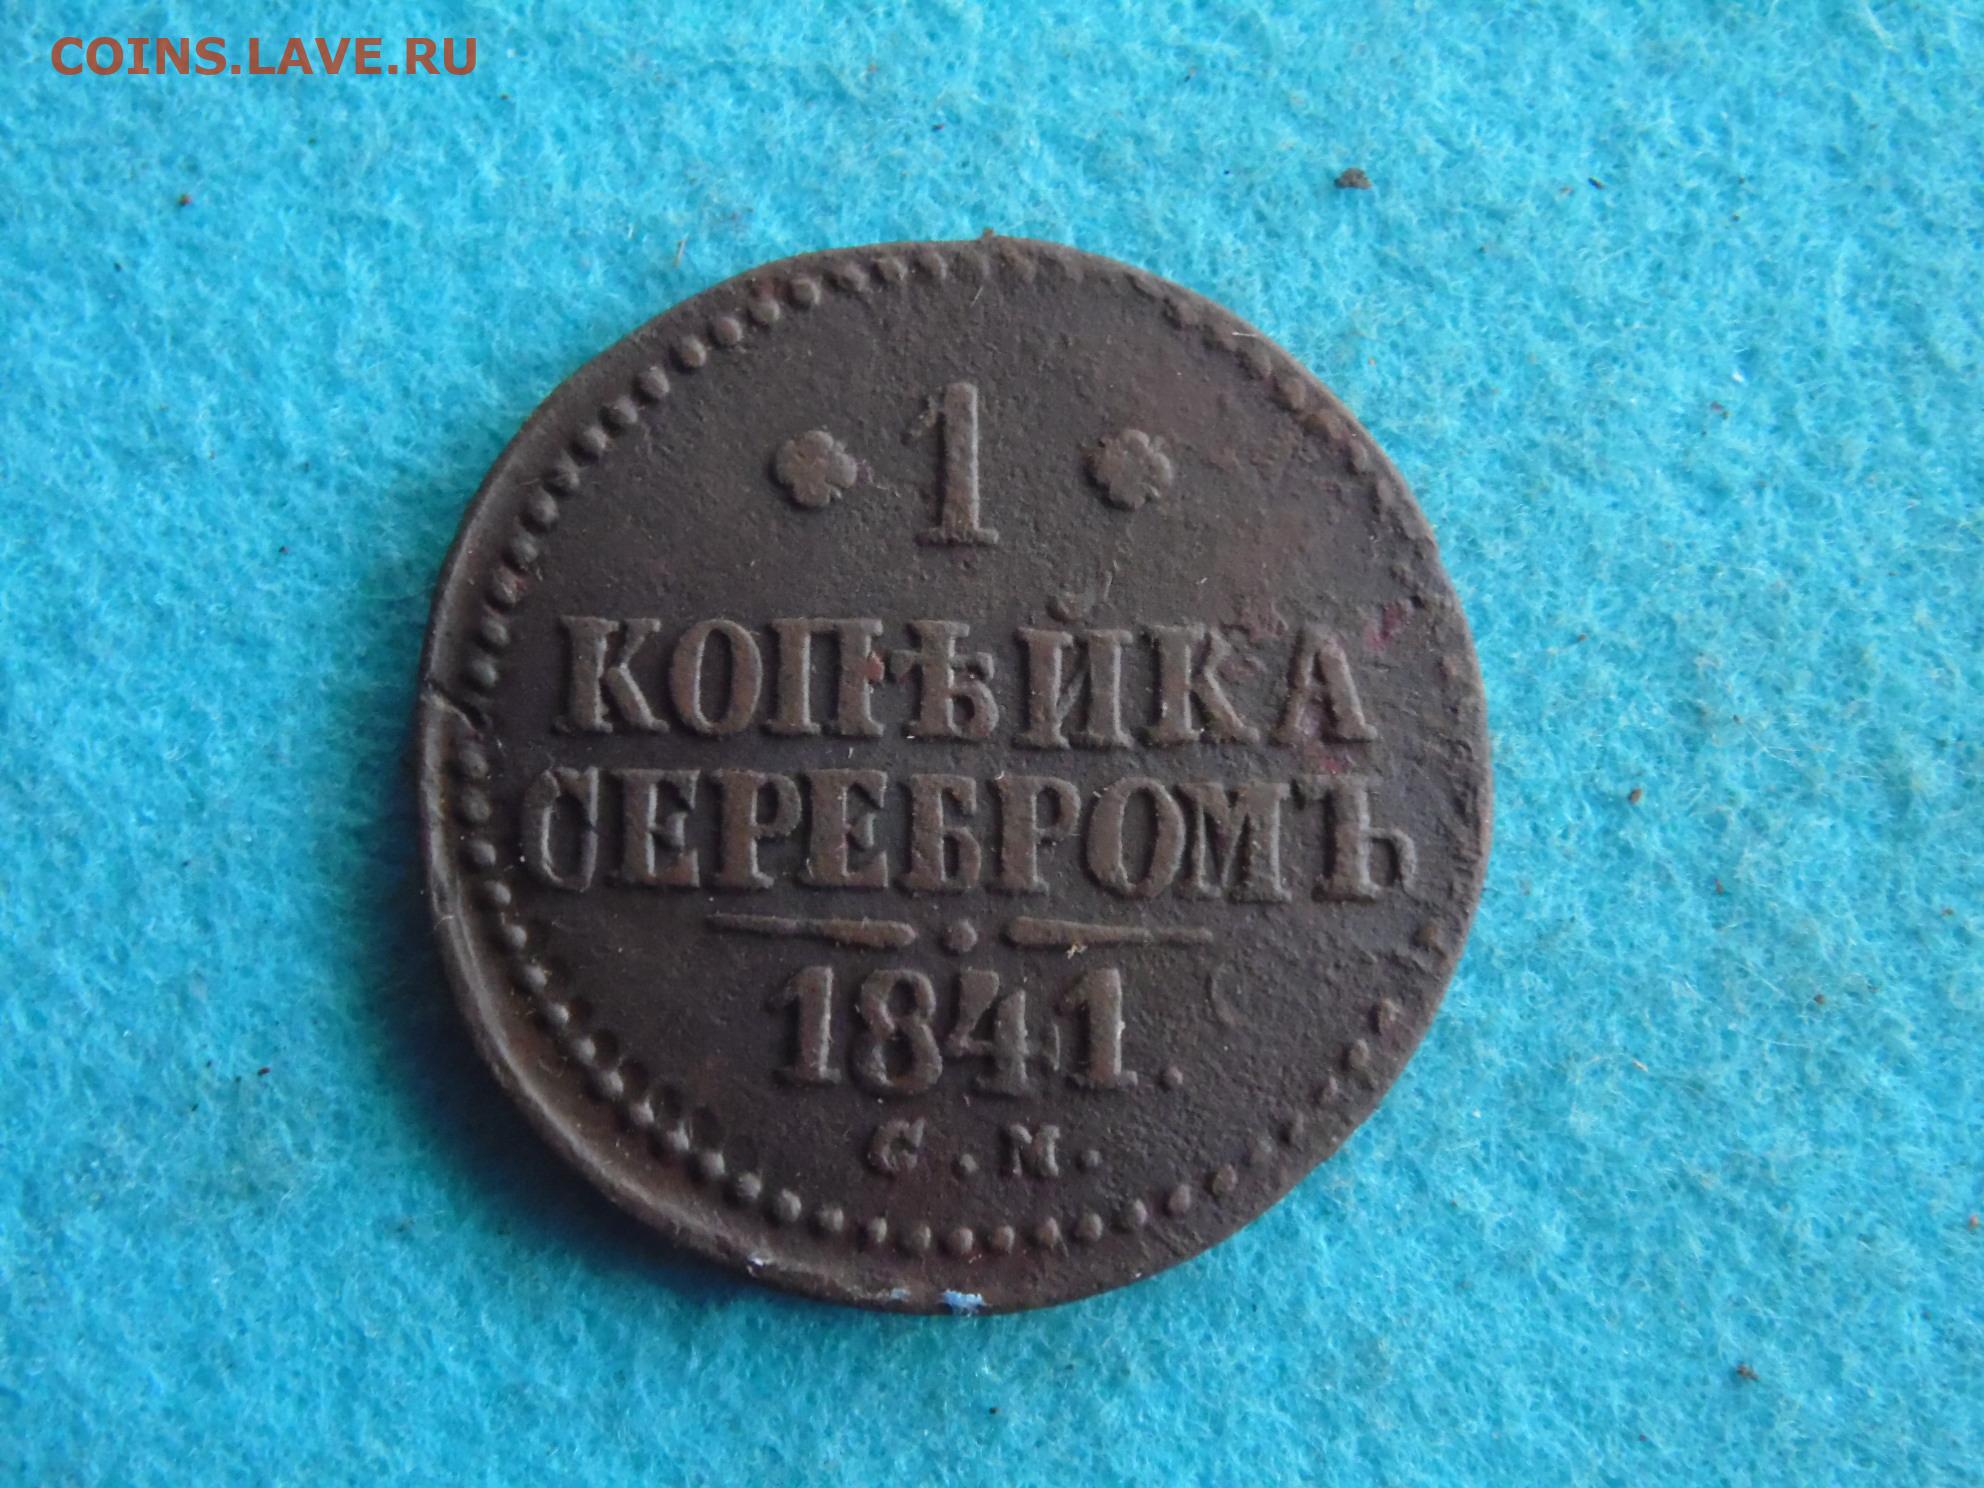 COINS.LAVE.RU
1
КОПѢЙКА
СЕРЕБРОМЪ
1841.
С.М.